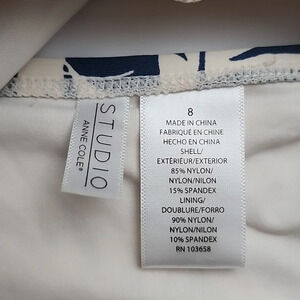 STUDIO
ANNE COLE®
8
MADE IN CHINA
FABRIQUÉ EN CHINE
HECHO EN CHINA
SHELL/
EXTÉRIEUR/EXTERIOR
85% NYLON/
NYLON/NILON
15% SPANDEX
LINING/
DOUBLURE/FORRO
90% NYLON/
NYLON/NILON
10% SPANDEX
RN 103658